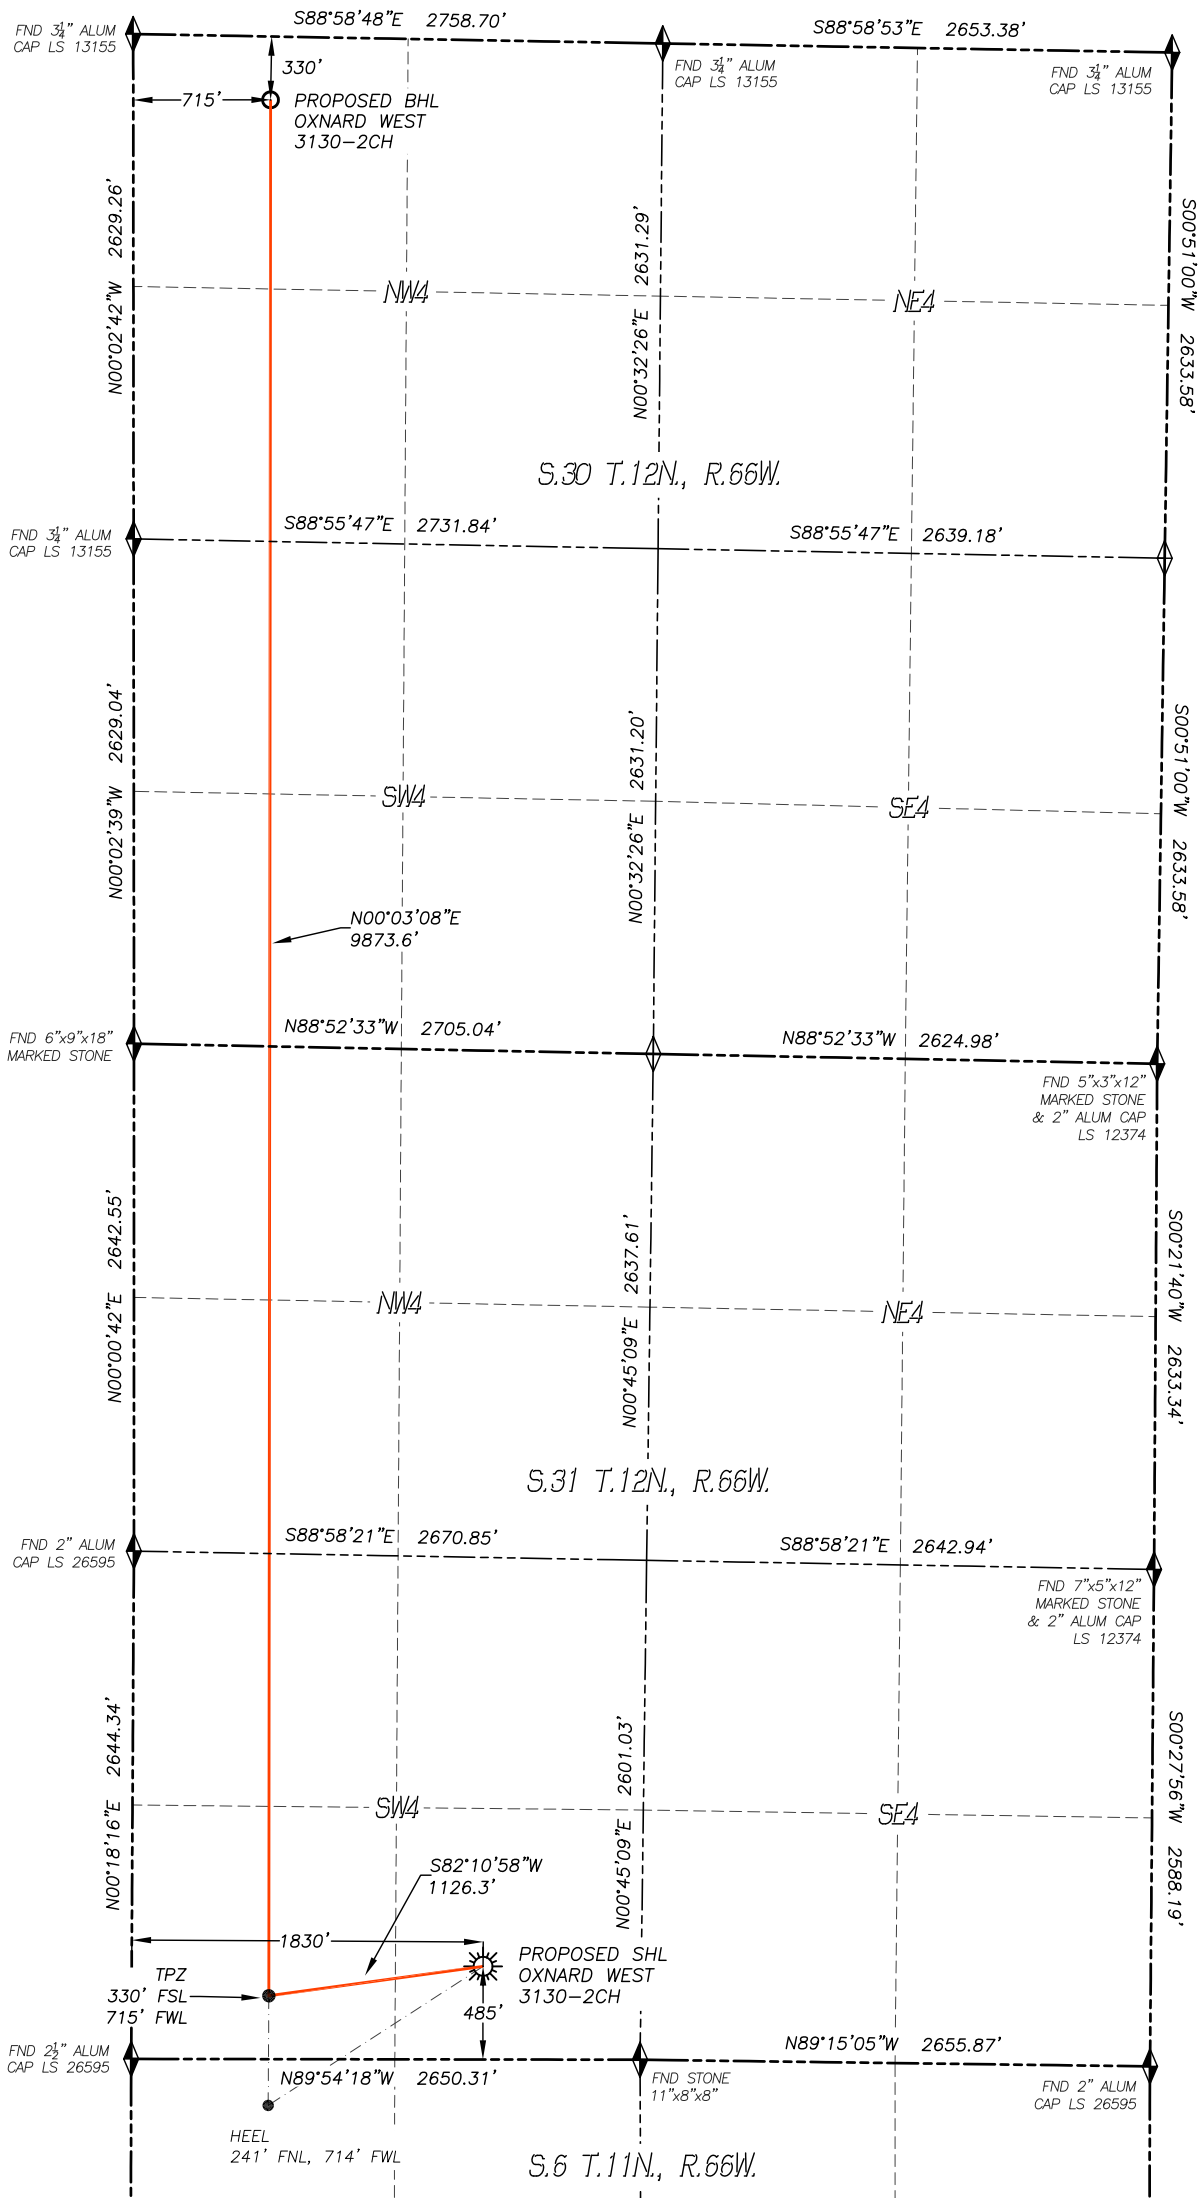 S88°58'48"E 2758.70'
S88°58'53"E 2653.38'
FND 3¼" ALUM
CAP LS 13155
FND 3¼" ALUM
CAP LS 13155
FND 3¼" ALUM
CAP LS 13155
330'
715'
PROPOSED BHL
OXNARD WEST
3130-2CH
N00°02'42"W 2629.26'
N00°32'26"E 2631.29'
S00°51'00"W 2633.58'
NW4
NE4
S.30 T.12N., R.66W.
FND 3¼" ALUM
CAP LS 13155
S88°55'47"E 2731.84'
S88°55'47"E 2639.18'
N00°02'39"W 2629.04'
N00°32'26"E 2631.20'
S00°51'00"W 2633.58'
SW4
SE4
N00°03'08"E
9873.6'
FND 6"x9"x18"
MARKED STONE
N88°52'33"W 2705.04'
N88°52'33"W 2624.98'
FND 5"x3"x12"
MARKED STONE
& 2" ALUM CAP
LS 12374
N00°00'42"E 2642.55'
N00°45'09"E 2637.61'
S00°21'40"W 2633.34'
NW4
NE4
S.31 T.12N., R.66W.
FND 2" ALUM
CAP LS 26595
S88°58'21"E 2670.85'
S88°58'21"E 2642.94'
FND 7"x5"x12"
MARKED STONE
& 2" ALUM CAP
LS 12374
N00°18'16"E 2644.34'
N00°45'09"E 2601.03'
S00°27'56"W 2588.19'
SW4
SE4
S82°10'58"W
1126.3'
1830'
PROPOSED SHL
OXNARD WEST
3130-2CH
TPZ
330' FSL
715' FWL
485'
FND 2½" ALUM
CAP LS 26595
N89°54'18"W 2650.31'
N89°15'05"W 2655.87'
FND STONE
11"x8"x8"
FND 2" ALUM
CAP LS 26595
HEEL
241' FNL, 714' FWL
S.6 T.11N., R.66W.